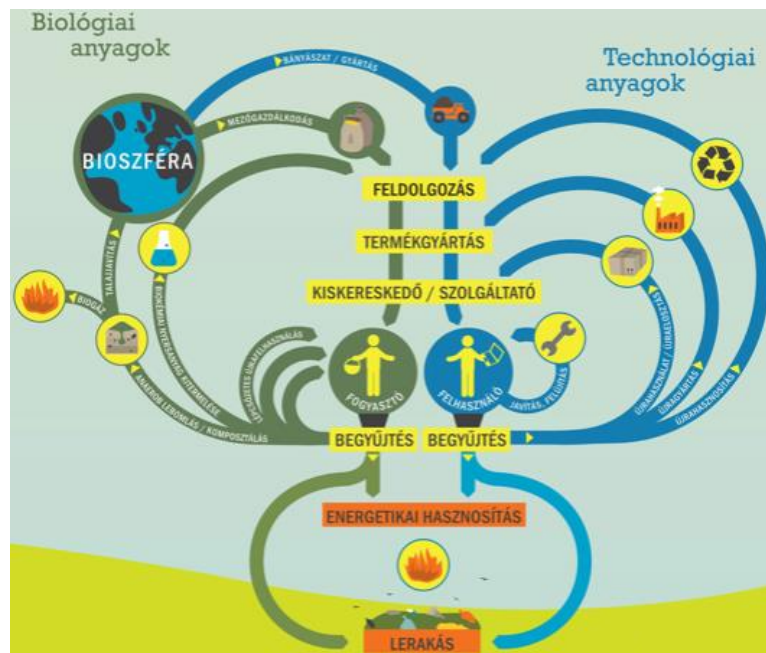 Biológiai
anyagok
Technológiai
anyagok
BÁNYÁSZAT / GYÁRTÁS
MEZŐGAZDÁLKODÁS
BIOSZFÉRA
FELDOLGOZÁS
TERMÉKGYÁRTÁS
KISKERESKEDŐ / SZOLGÁLTATÓ
TALAJJAVÍTÁS
BIOGÁZ
BIOKÉMIAI NYERSANYAG KITERMELÉSE
ANAEROB LEBOMLÁS / KOMPOSZTÁLÁS
LÉPCSŐZETES ÚJRAFELHASZNÁLÁS
FOGYASZTÓ
FELHASZNÁLÓ
JAVÍTÁS, FELÚJÍTÁS
ÚJRAHASZNÁLAT / ÚJRAELOSZTÁS
ÚJRAGYÁRTÁS
ÚJRAHASZNOSÍTÁS
BEGYŰJTÉS
BEGYŰJTÉS
ENERGETIKAI HASZNOSÍTÁS
LERAKÁS